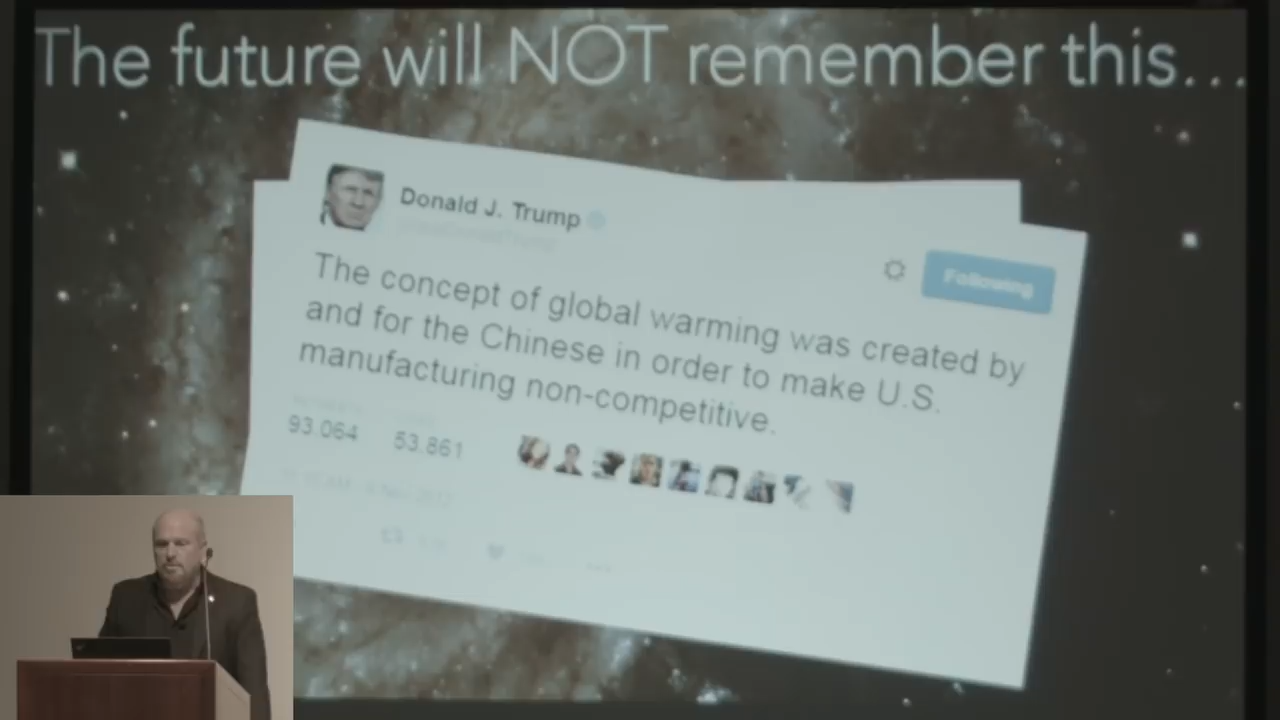 The future will NOT remember this...
Donald J. Trump
Following
The concept of global warming was created by
and for the Chinese in order to make U.S.
manufacturing non-competitive.
93.064 53.861